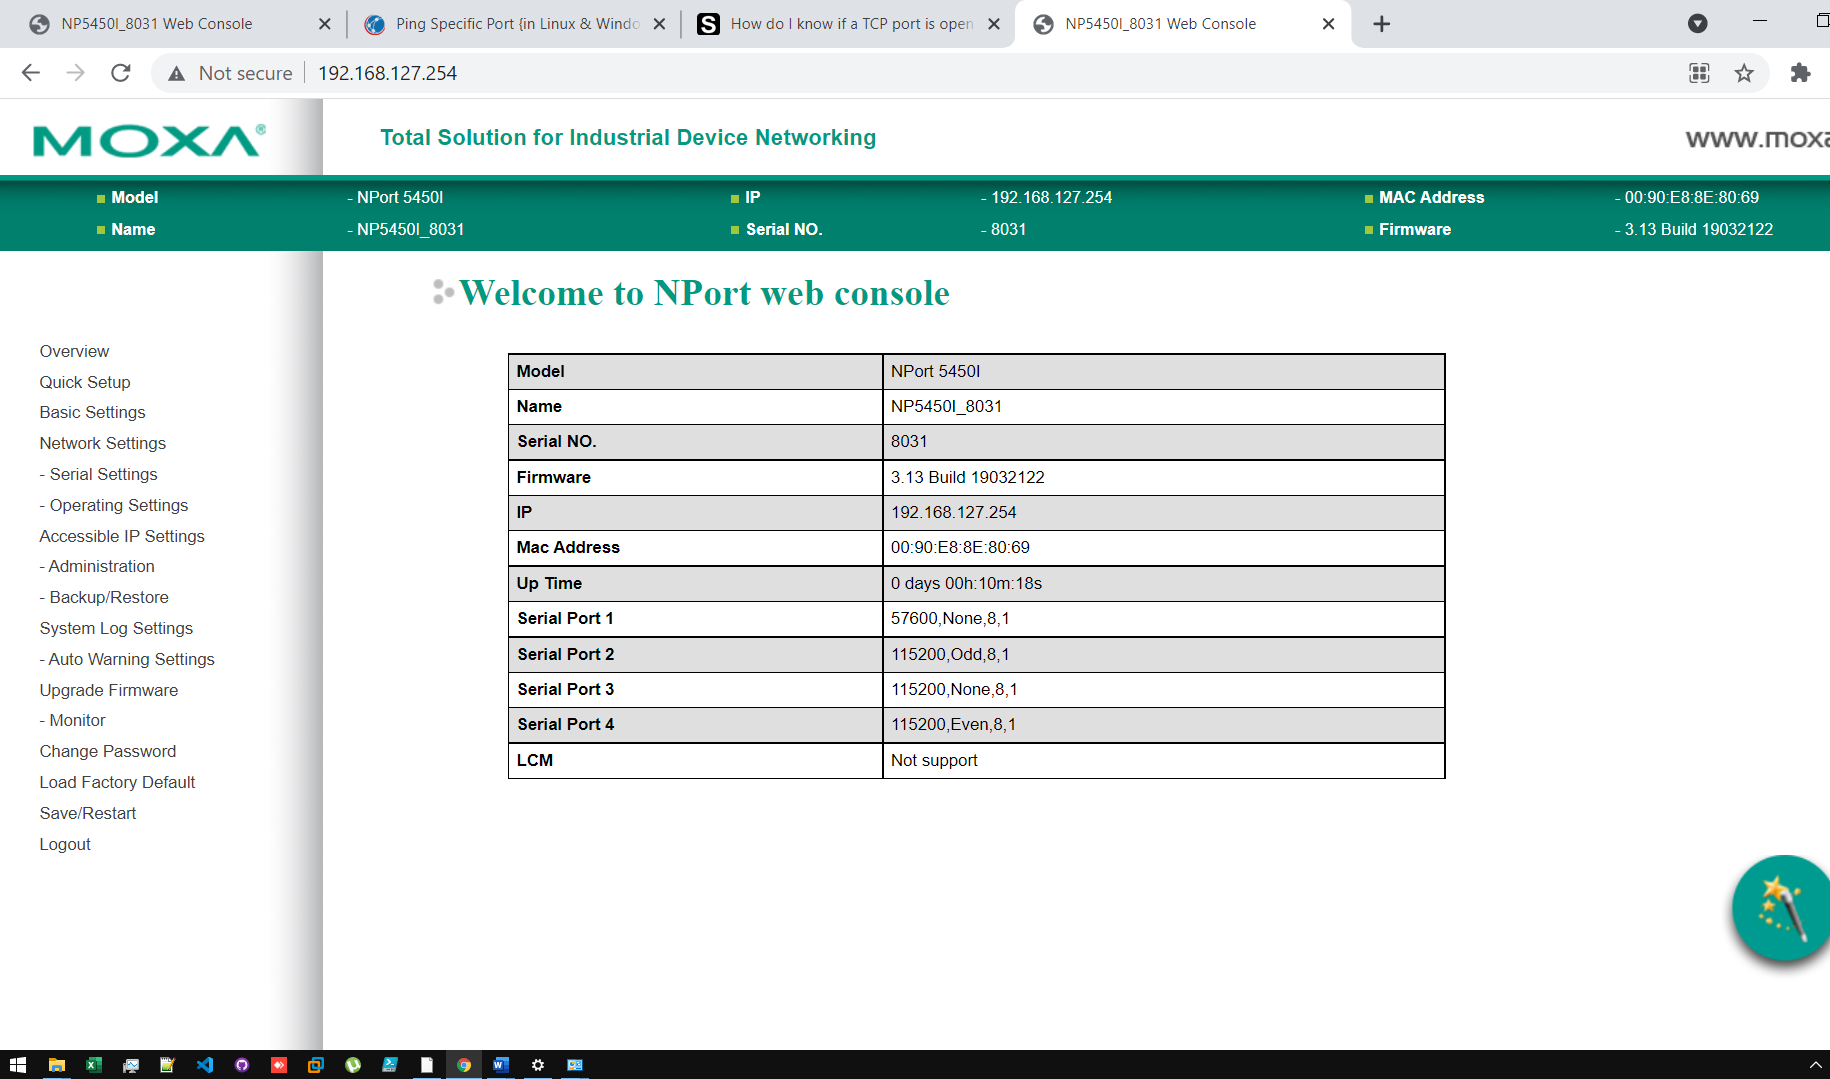 NP5450I_8031 Web Console
Ping Specific Port {in Linux & Windo
How do I know if a TCP port is open
NP5450I_8031 Web Console
Not secure 192.168.127.254
MOXA®
Total Solution for Industrial Device Networking
www.moxa
Model - NPort 5450I IP - 192.168.127.254 MAC Address - 00:90:E8:8E:80:69
Name - NP5450I_8031 Serial NO. - 8031 Firmware - 3.13 Build 19032122
Welcome to NPort web console
Overview
Quick Setup
Basic Settings
Network Settings
- Serial Settings
- Operating Settings
Accessible IP Settings
- Administration
- Backup/Restore
System Log Settings
- Auto Warning Settings
Upgrade Firmware
- Monitor
Change Password
Load Factory Default
Save/Restart
Logout
Model NPort 5450I
Name NP5450I_8031
Serial NO. 8031
Firmware 3.13 Build 19032122
IP 192.168.127.254
Mac Address 00:90:E8:8E:80:69
Up Time 0 days 00h:10m:18s
Serial Port 1 57600,None,8,1
Serial Port 2 115200,Odd,8,1
Serial Port 3 115200,None,8,1
Serial Port 4 115200,Even,8,1
LCM Not support